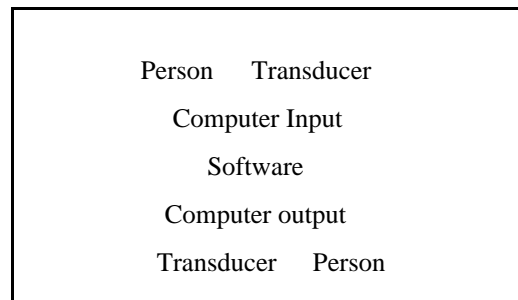 Person Transducer
Computer Input
Software
Computer output
Transducer Person